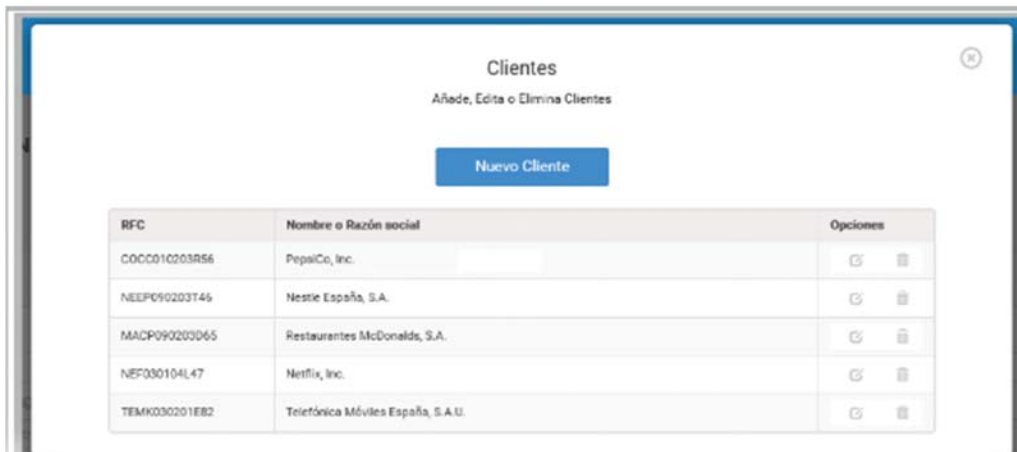 Clientes
Añade, Edita o Elimina Clientes
Nuevo Cliente
RFC Nombre o Razón social Opciones
COCC010203R56 PepsiCo, Inc.
NEEP090203T46 Nestle España, S.A.
MACP090203D65 Restaurantes McDonalds, S.A.
NEF030104L47 Netflix, Inc.
TEMK030201E82 Telefónica Móviles España, S.A.U.